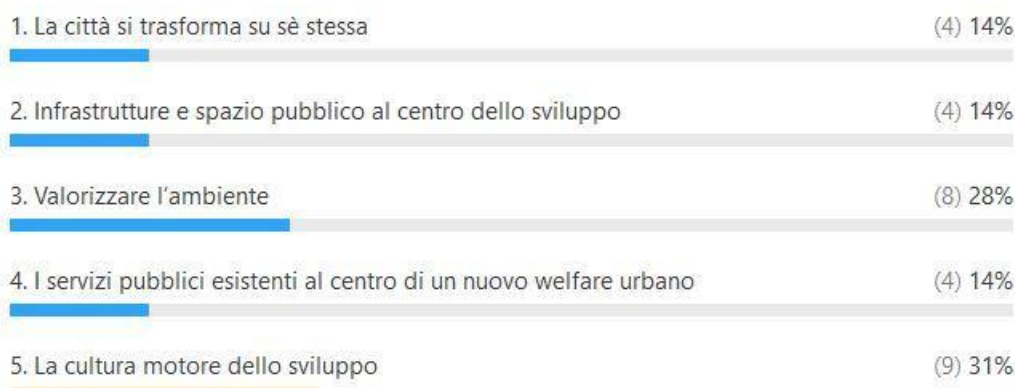 1. La città si trasforma su sè stessa (4) 14%
2. Infrastrutture e spazio pubblico al centro dello sviluppo (4) 14%
3. Valorizzare l'ambiente (8) 28%
4. I servizi pubblici esistenti al centro di un nuovo welfare urbano (4) 14%
5. La cultura motore dello sviluppo (9) 31%